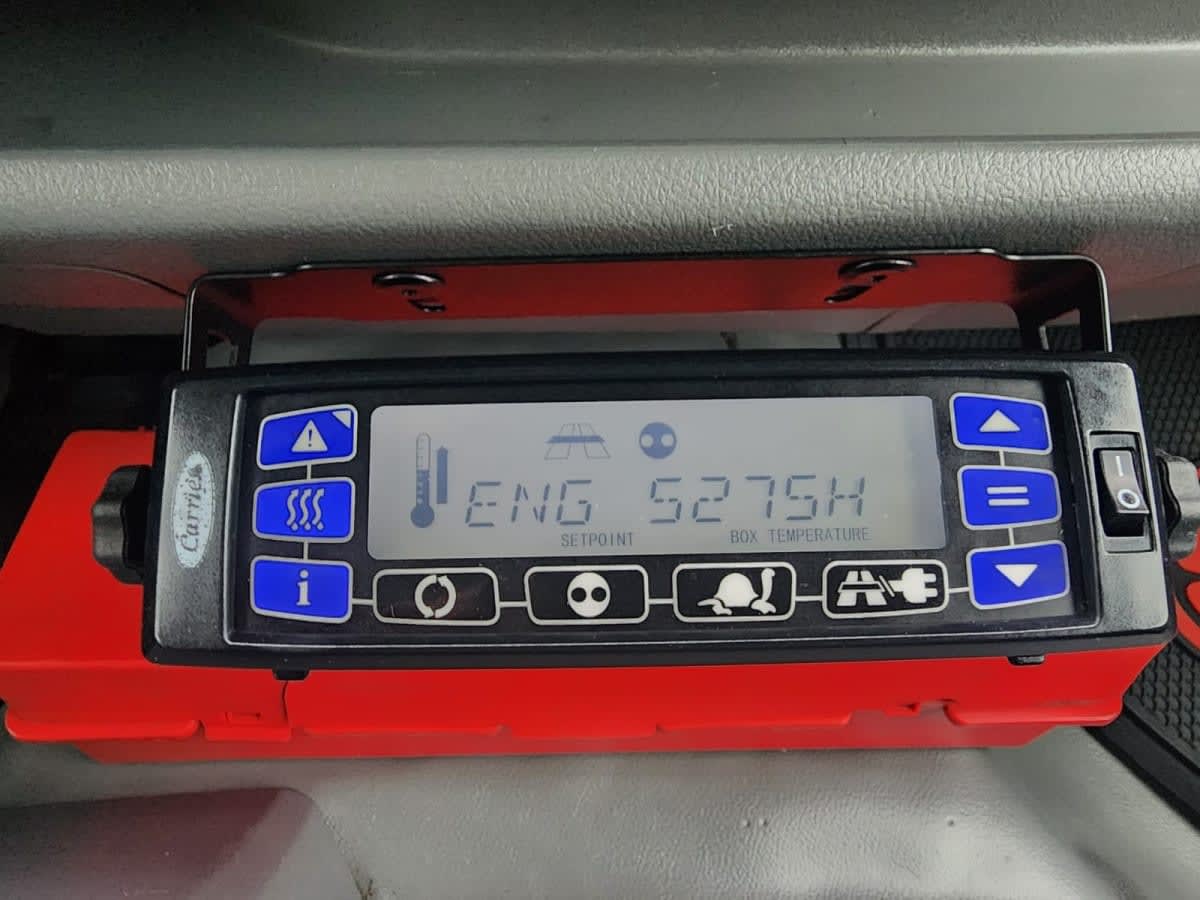 ENG 5275H
SETPOINT BOX TEMPERATURE
Carrier
i
I
O